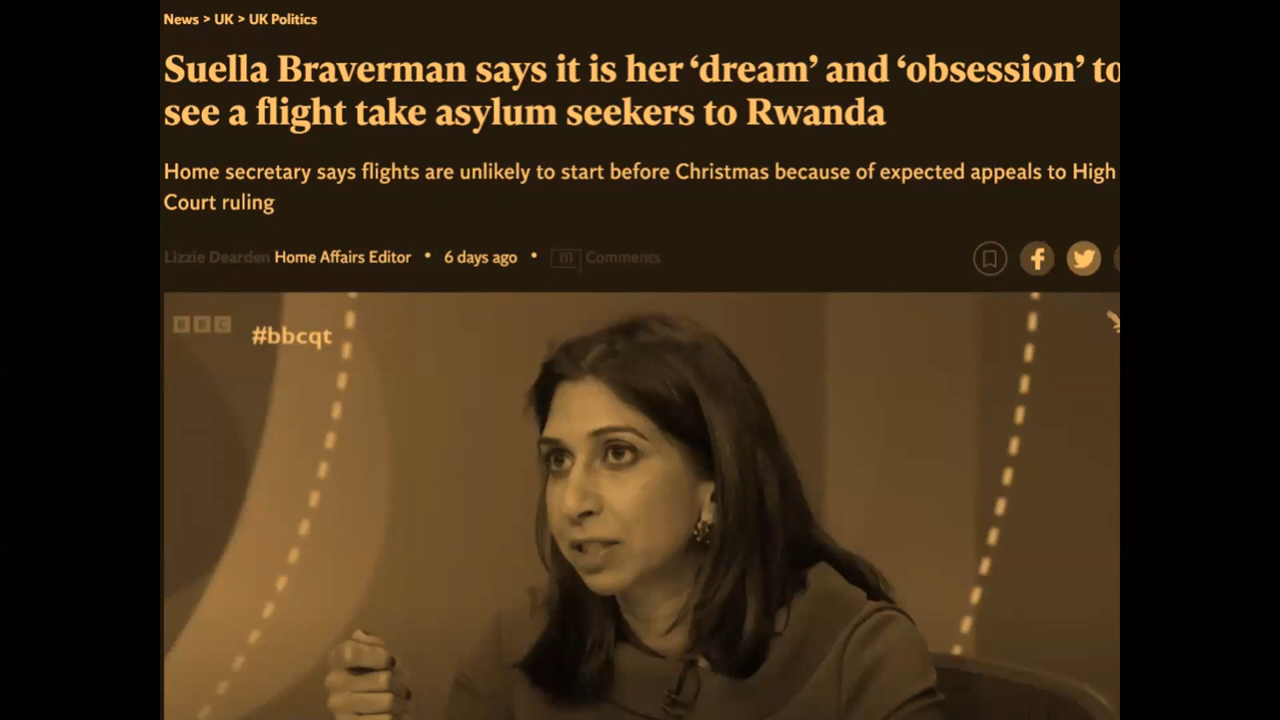 News > UK > UK Politics
Suella Braverman says it is her ‘dream’ and ‘obsession’ to
see a flight take asylum seekers to Rwanda
Home secretary says flights are unlikely to start before Christmas because of expected appeals to High
Court ruling
Lizzie Dearden Home Affairs Editor • 6 days ago • Comments
BBC #bbcqt